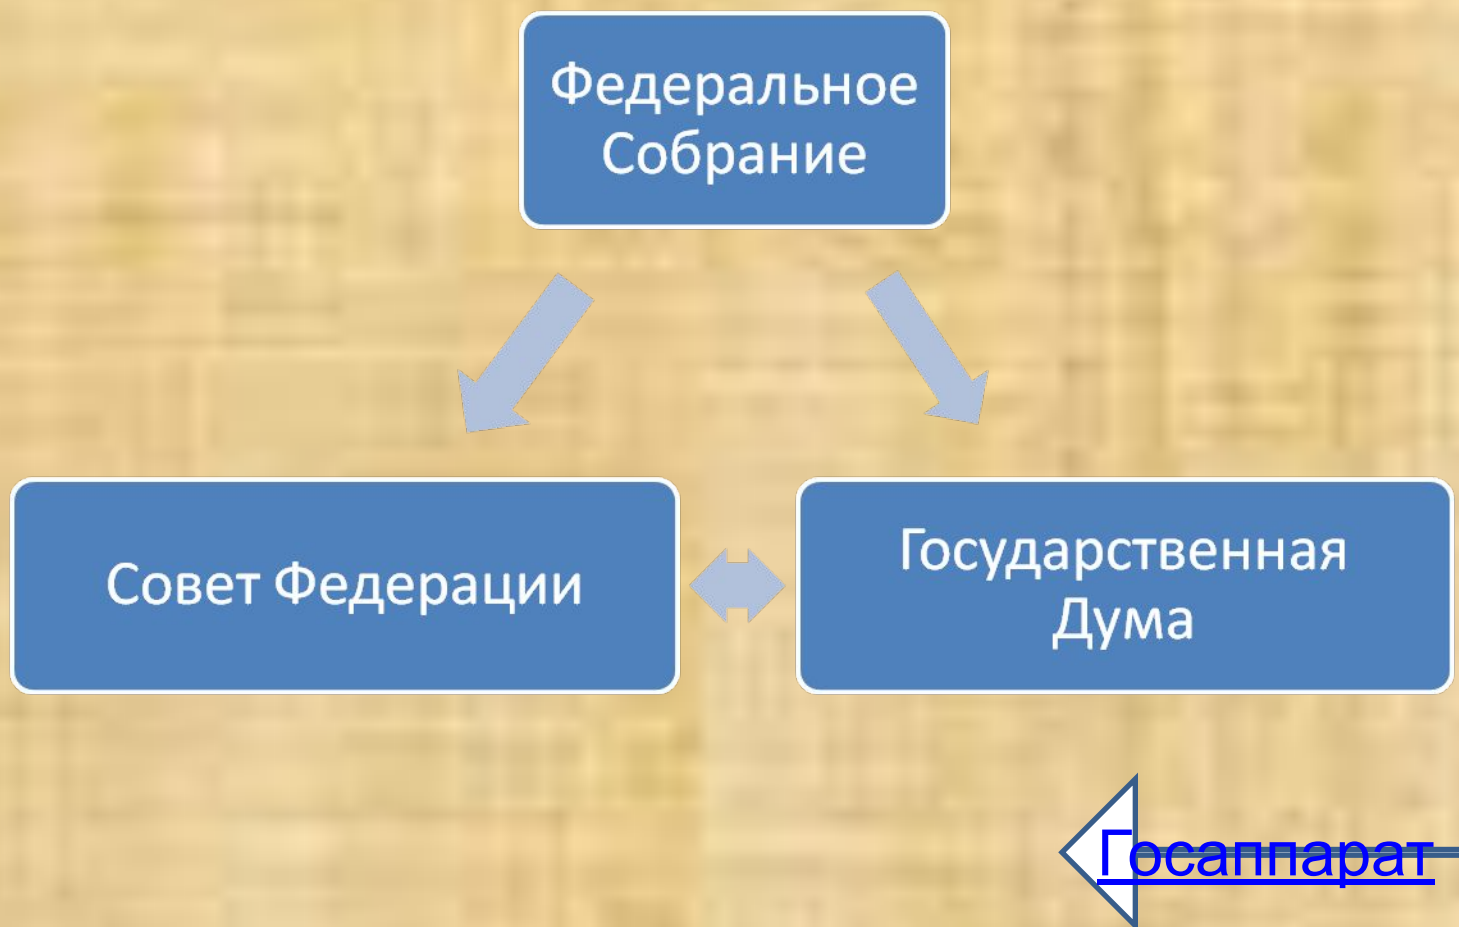 Федеральное
Собрание
Совет Федерации
Государственная
Дума
Госаппарат